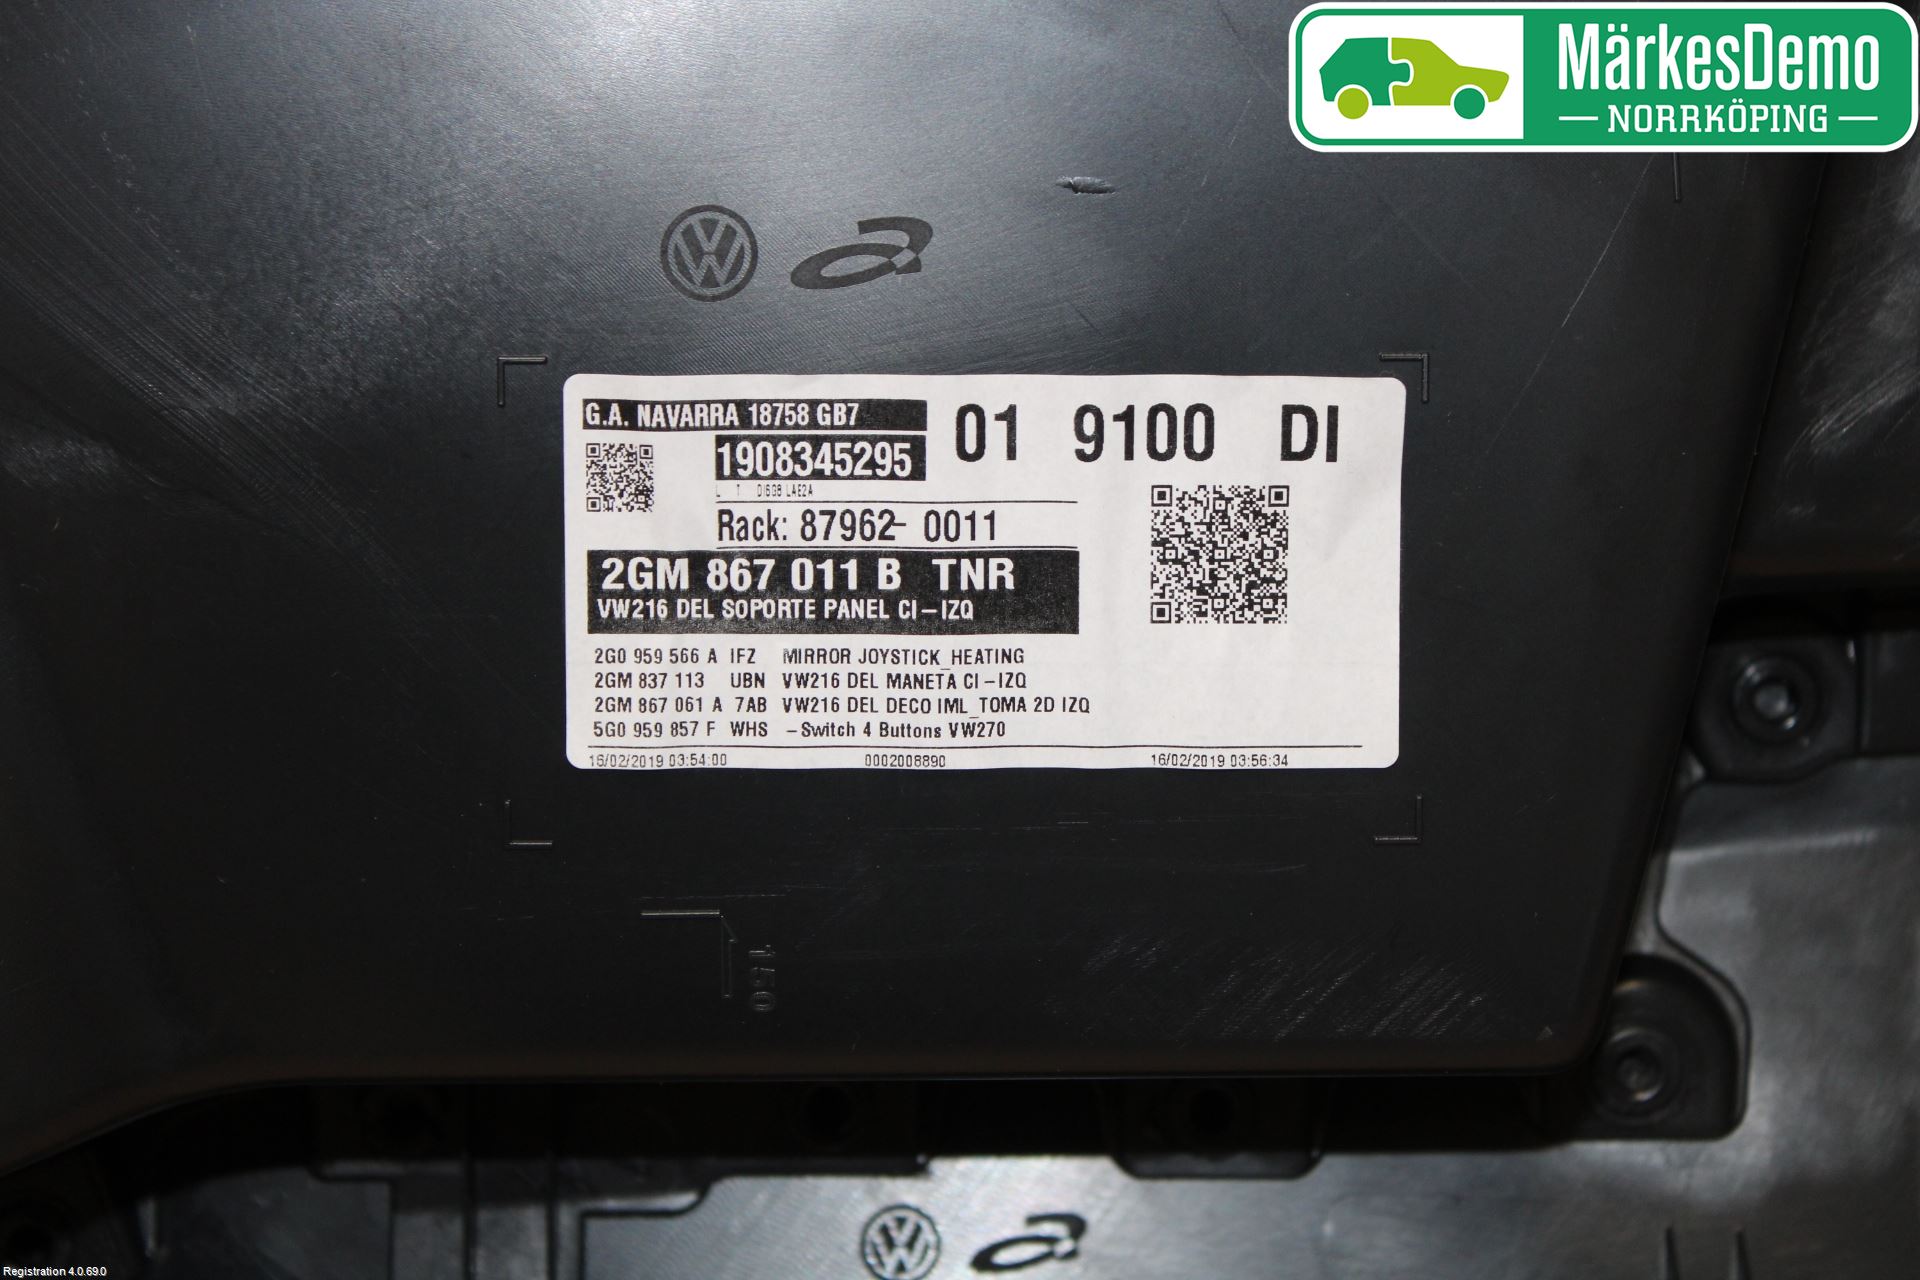 MärkesDemo
NORRKÖPING
G.A. NAVARRA 18758 GB7
01 9100 DI
1908345295
L T DI6GB LAE2A
Rack: 87962- 0011
2GM 867 011 B TNR
VW216 DEL SOPORTE PANEL CI-IZQ
2G0 959 566 A IFZ MIRROR JOYSTICK_HEATING
2GM 837 113 UBN VW216 DEL MANETA CI-IZQ
2GM 867 061 A 7AB VW216 DEL DECO IML_TOMA 2D IZQ
5G0 959 857 F WHS -Switch 4 Buttons VW270
16/02/2019 03:54:00 0002008890 16/02/2019 03:56:34
150
Registration 4.0.69.0